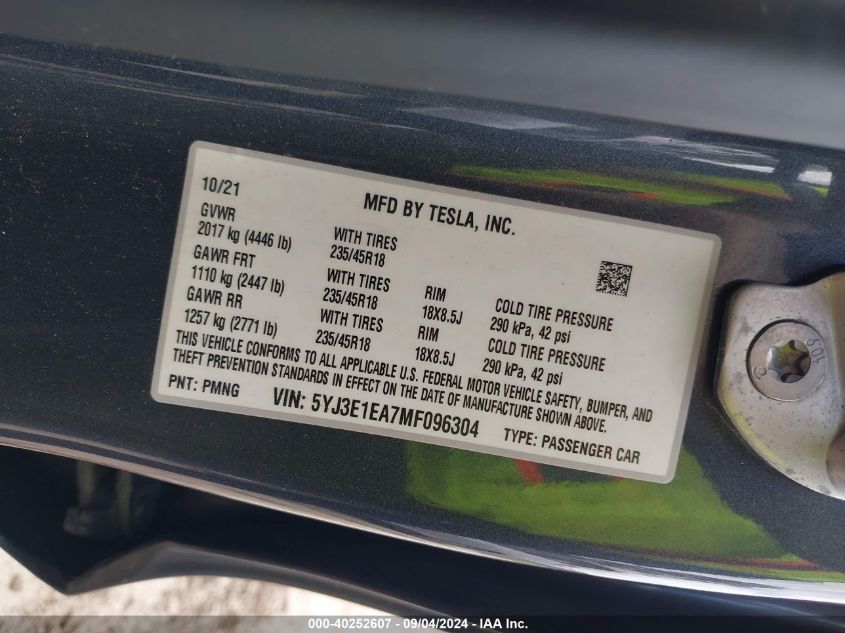 MFD BY TESLA, INC.
10/21
GVWR
2017 kg (4446 lb)
WITH TIRES
235/45R18
GAWR FRT
1110 kg (2447 lb)
WITH TIRES
235/45R18
RIM
18X8.5J
COLD TIRE PRESSURE
290 kPa, 42 psi
GAWR RR
1257 kg (2771 lb)
WITH TIRES
235/45R18
RIM
18X8.5J
COLD TIRE PRESSURE
290 kPa, 42 psi
THIS VEHICLE CONFORMS TO ALL APPLICABLE U.S. FEDERAL MOTOR VEHICLE SAFETY, BUMPER, AND
THEFT PREVENTION STANDARDS IN EFFECT ON THE DATE OF MANUFACTURE SHOWN ABOVE.
PNT: PMNG
VIN: 5YJ3E1EA7MF096304
TYPE: PASSENGER CAR
10.9
000-40252607 - 09/04/2024 - IAA Inc.